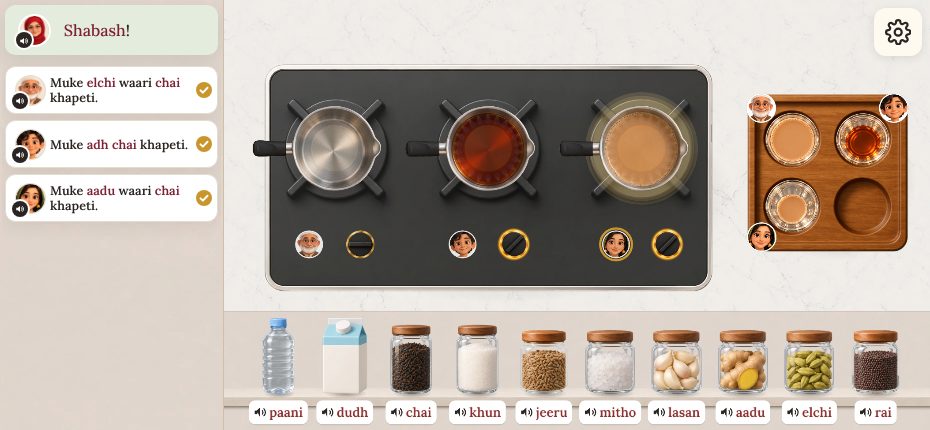 Shabash!
Muke elchi waari chai
khapeti.
Muke adh chai khapeti.
Muke aadu waari chai
khapeti.
paani
dudh
chai
khun
jeeru
mitho
lasan
aadu
elchi
rai